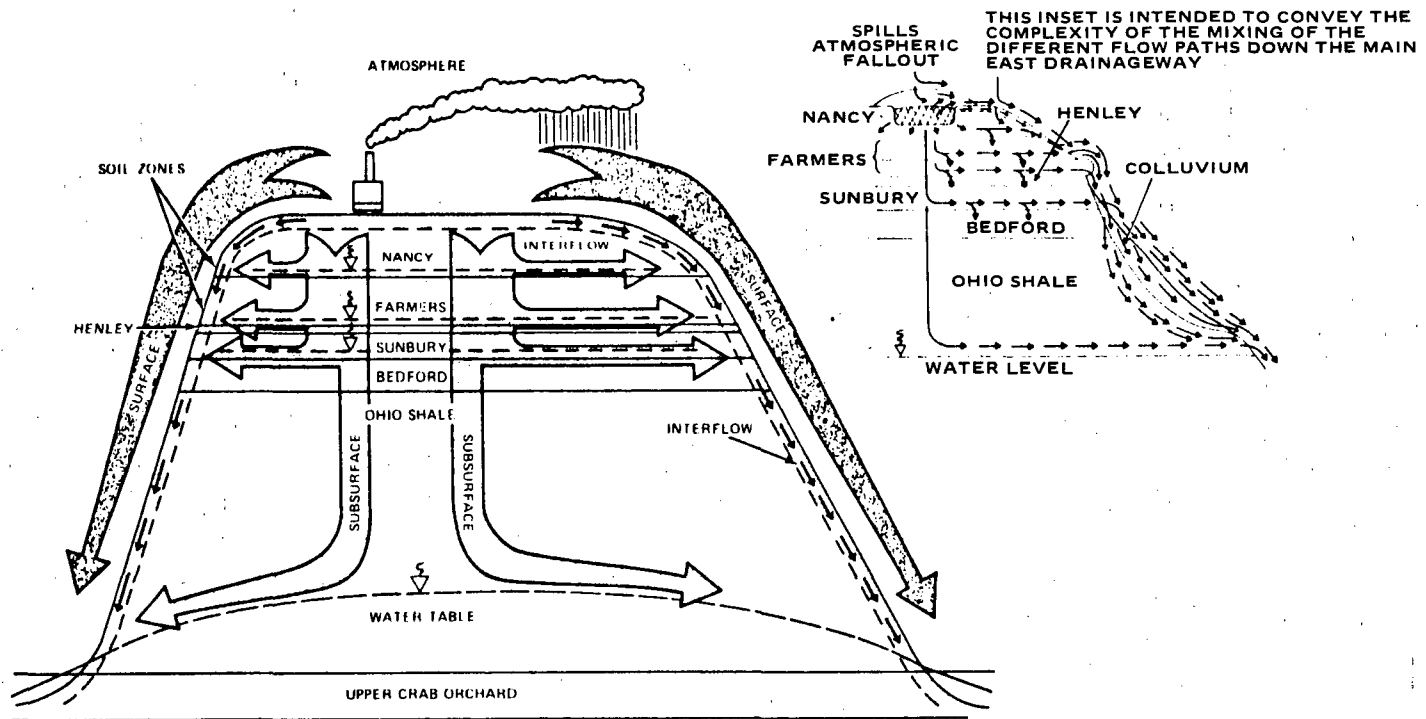 ATMOSPHERE
SOIL ZONES
INTERFLOW
NANCY
FARMERS
HENLEY
SUNBURY
BEDFORD
OHIO SHALE
SURFACE
SURFACE
SUBSURFACE
SUBSURFACE
INTERFLOW
WATER TABLE
UPPER CRAB ORCHARD
THIS INSET IS INTENDED TO CONVEY THE
COMPLEXITY OF THE MIXING OF THE
DIFFERENT FLOW PATHS DOWN THE MAIN
EAST DRAINAGEWAY
SPILLS
ATMOSPHERIC
FALLOUT
NANCY
HENLEY
FARMERS
COLLUVIUM
SUNBURY
BEDFORD
OHIO SHALE
WATER LEVEL